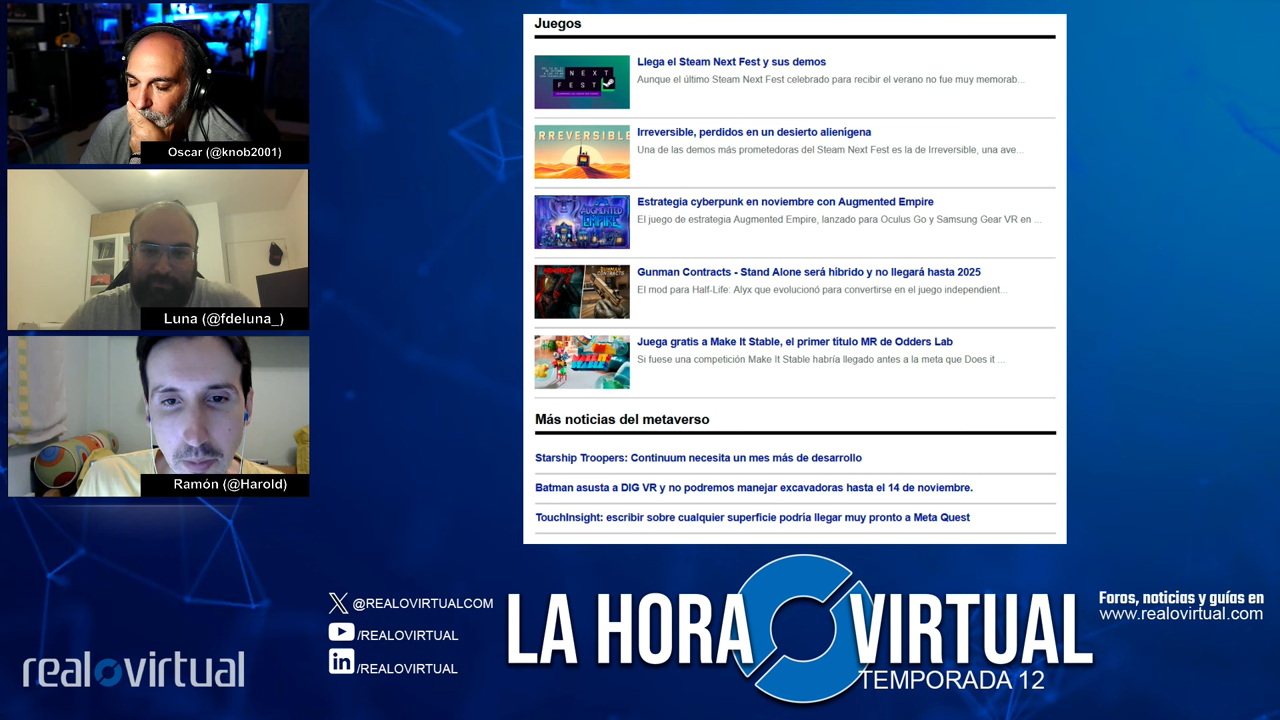 Oscar (@knob2001)
Luna (@fdeluna_)
Ramón (@Harold)
Juegos
NEXT
FEST
Llega el Steam Next Fest y sus demos
Aunque el último Steam Next Fest celebrado para recibir el verano no fue muy memorab...
IRREVERSIBLE
Irreversible, perdidos en un desierto alienígena
Una de las demos más prometedoras del Steam Next Fest es la de Irreversible, una ave...
AUGMENTED
EMPIRE
Estrategia cyberpunk en noviembre con Augmented Empire
El juego de estrategia Augmented Empire, lanzado para Oculus Go y Samsung Gear VR en ...
GUNMAN
CONTRACTS
Gunman Contracts - Stand Alone será híbrido y no llegará hasta 2025
El mod para Half-Life: Alyx que evolucionó para convertirse en el juego independient...
Juega gratis a Make It Stable, el primer título MR de Odders Lab
Si fuese una competición Make It Stable habría llegado antes a la meta que Does it ...
Más noticias del metaverso
Starship Troopers: Continuum necesita un mes más de desarrollo
Batman asusta a DIG VR y no podremos manejar excavadoras hasta el 14 de noviembre.
TouchInsight: escribir sobre cualquier superficie podría llegar muy pronto a Meta Quest
@REALOVIRTUALCOM
/REALOVIRTUAL
/REALOVIRTUAL
LA HORA VIRTUAL
TEMPORADA 12
Foros, noticias y guías en
www.realovirtual.com
realovirtual